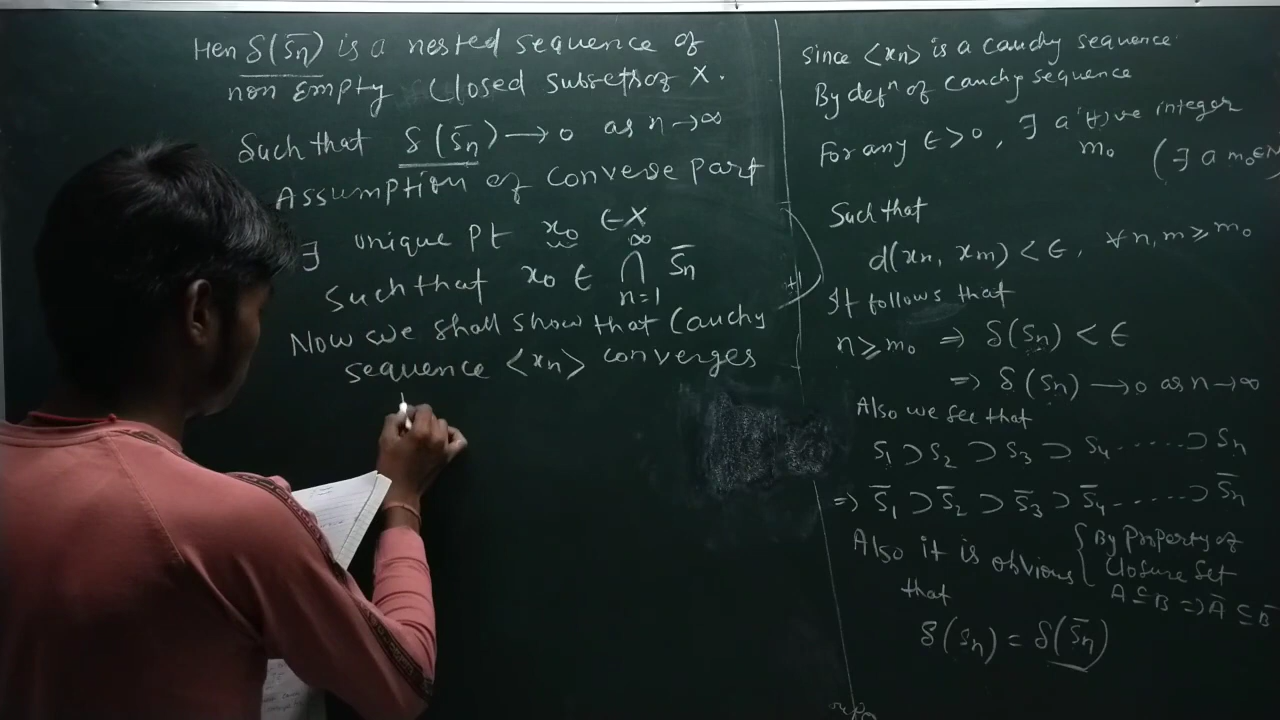 Hen δ(S̄n) is a nested sequence of
non Empty Closed subsets of X.
Such that δ(S̄n) → 0 as n → ∞
Assumption of converse part
∃ unique pt x₀ ∈ X
Such that x₀ ∈ ∞∩n=1 S̄n
Now we shall show that Cauchy
sequence <xn> converges
Since <xn> is a cauchy sequence
By defⁿ of cauchy sequence
For any ϵ > 0, ∃ a (+)ve integer
m₀ (∃ a m₀ ∈ N
Such that
d(xn, xm) < ϵ, ∀ n, m ≥ m₀
It follows that
n ≥ m₀ ⇒ δ(Sn) < ϵ
⇒ δ(Sn) → 0 as n → ∞
Also we see that
S₁ ⊃ S₂ ⊃ S₃ ⊃ S₄ ...... ⊃ Sn
⇒ S̄₁ ⊃ S̄₂ ⊃ S̄₃ ⊃ S̄₄ ...... ⊃ S̄n
Also it is obvious { By Property of
that Closure Set
A ⊆ B ⇒ Ā ⊆ B̄
δ(Sn) = δ(S̄n)